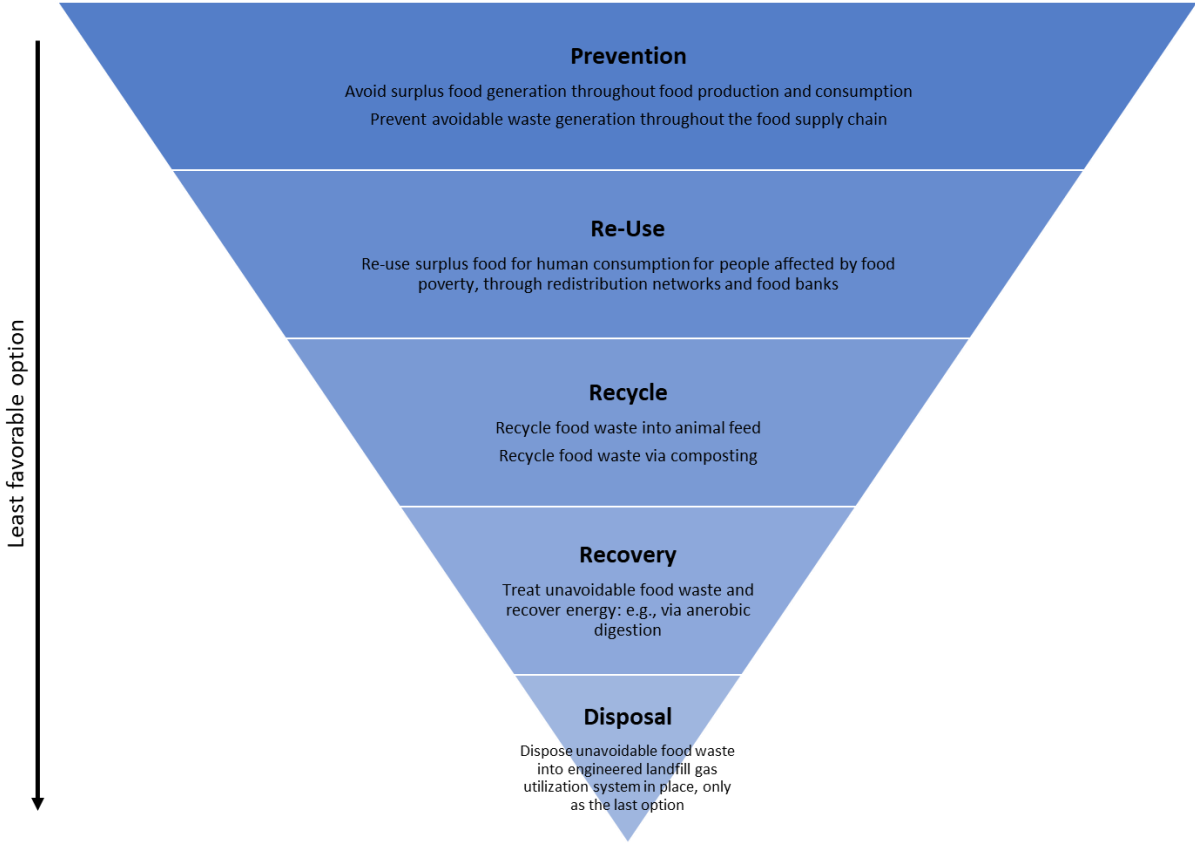 Prevention
Avoid surplus food generation throughout food production and consumption
Prevent avoidable waste generation throughout the food supply chain
Re-Use
Re-use surplus food for human consumption for people affected by food
poverty, through redistribution networks and food banks
Least favorable option
Recycle
Recycle food waste into animal feed
Recycle food waste via composting
Recovery
Treat unavoidable food waste and
recover energy: e.g., via anerobic
digestion
Disposal
Dispose unavoidable food waste
into engineered landfill gas
utilization system in place, only
as the last option